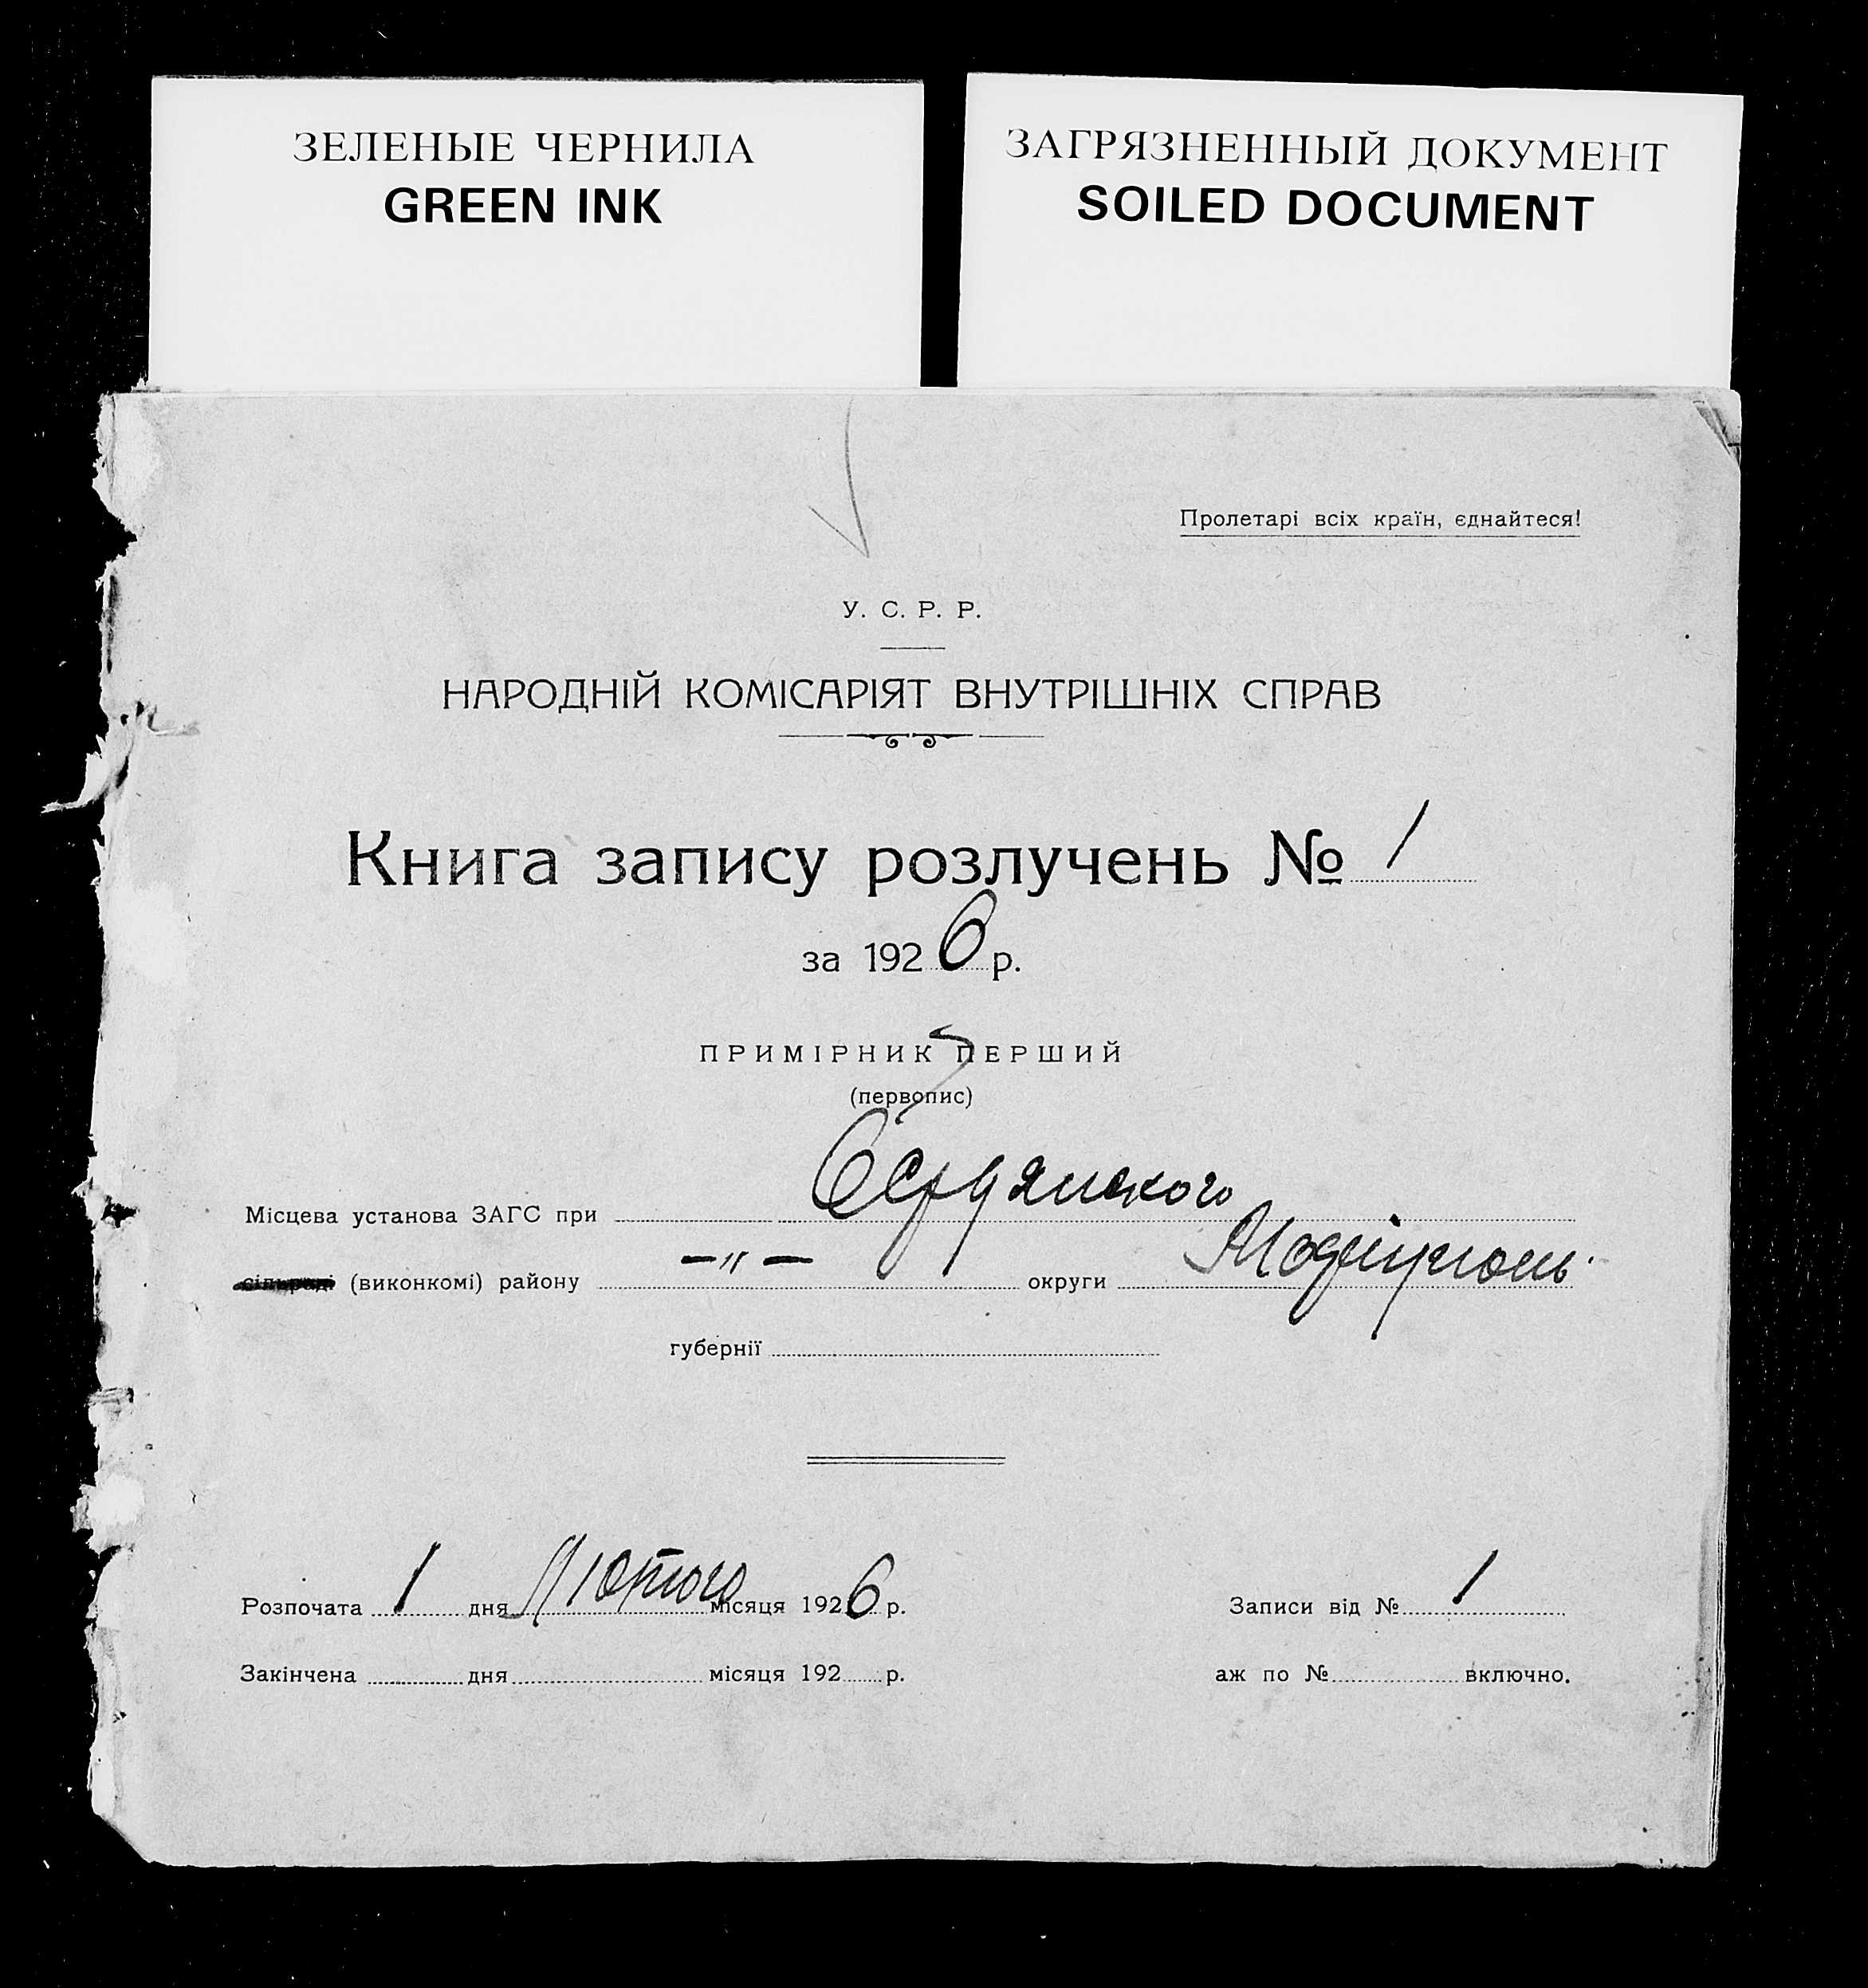 ЗЕЛЕНЫЕ ЧЕРНИЛА
GREEN INK
ЗАГРЯЗНЕННЫЙ ДОКУМЕНТ
SOILED DOCUMENT
Пролетарі всіх країн, єднайтеся!
У. С. Р. Р.
НАРОДНІЙ КОМІСАРІЯТ ВНУТРІШНІХ СПРАВ
Книга запису розлучень № 1
за 1926 р.
ПРИМІРНИК ПЕРШИЙ
(первопис)
Місцева установа ЗАГС при
(виконкомі) району —〃— округи
губернії
Розпочата 1 дня Лютого місяця 1926 р.
Закінчена дня місяця 192 р.
Записи від № 1
аж по № включно.